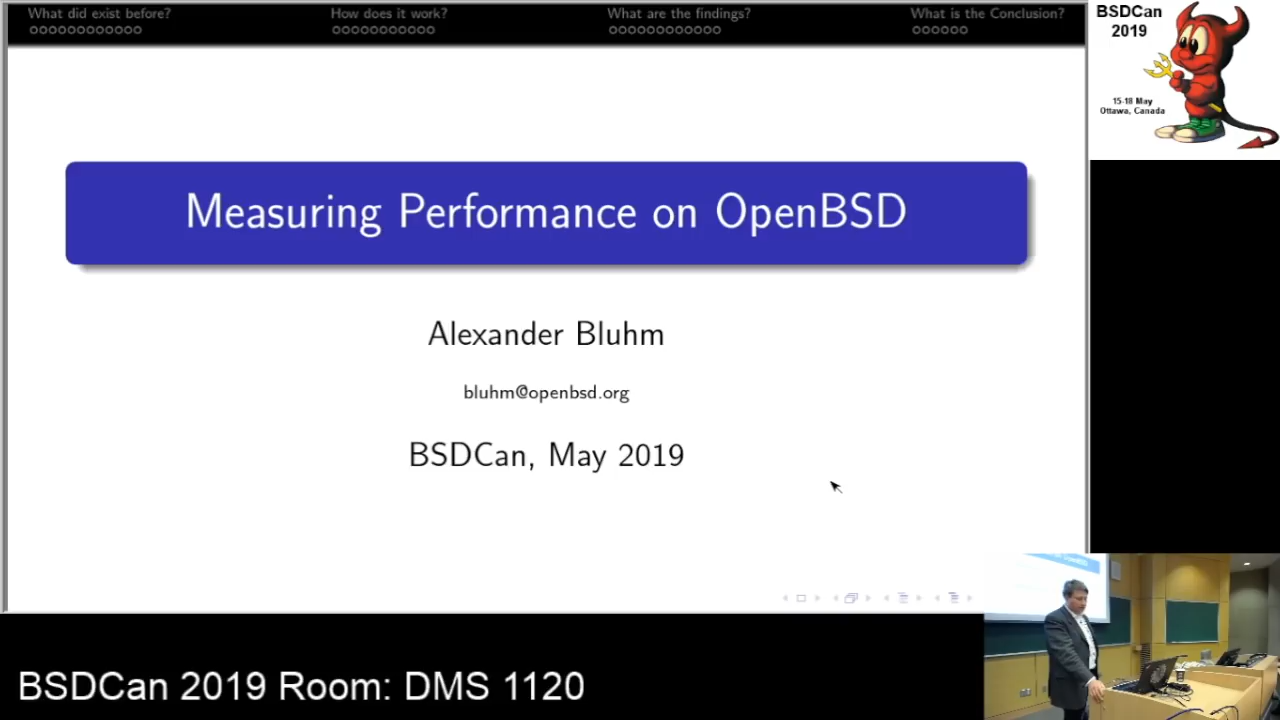 What did exist before?
How does it work?
What are the findings?
What is the Conclusion?
BSDCan
2019
15-18 May
Ottawa, Canada
Measuring Performance on OpenBSD
Alexander Bluhm
bluhm@openbsd.org
BSDCan, May 2019
BSDCan 2019 Room: DMS 1120